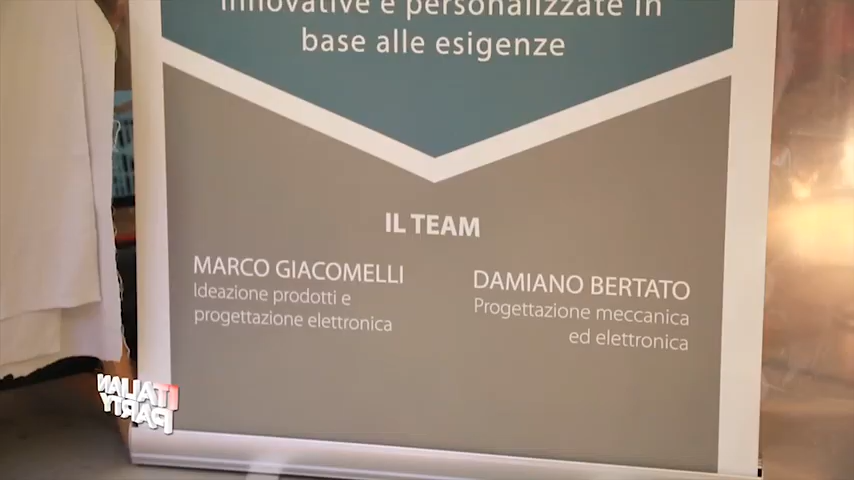 innovative e personalizzate in
base alle esigenze
IL TEAM
MARCO GIACOMELLI
Ideazione prodotti e
progettazione elettronica
DAMIANO BERTATO
Progettazione meccanica
ed elettronica
ITALIAN
PARTY